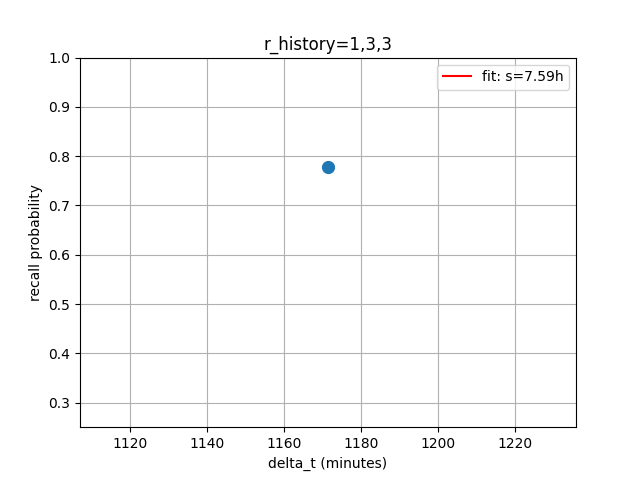 r_history=1,3,3
fit: s=7.59h
1.0
0.9
0.8
0.7
0.6
0.5
0.4
0.3
recall probability
1120 1140 1160 1180 1200 1220
delta_t (minutes)